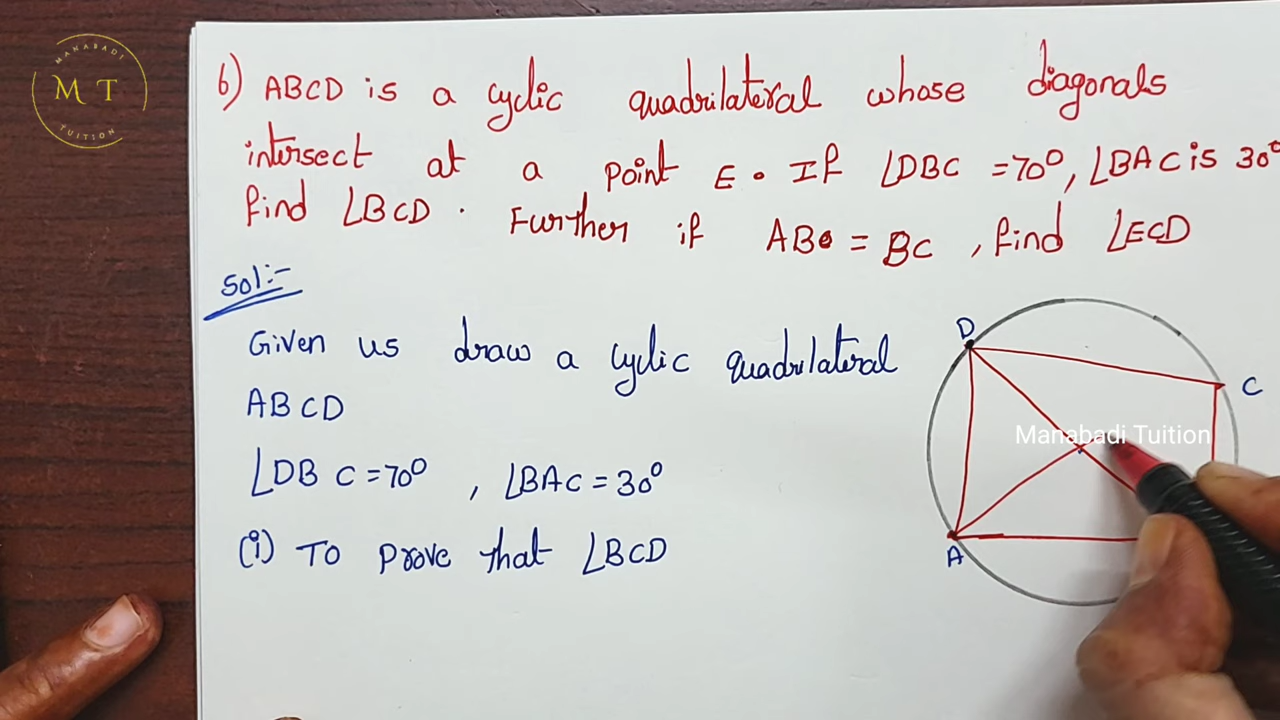 MANABADI
MT
TUITION
6) ABCD is a cyclic quadrilateral whose diagonals
intersect at a point E. If ∠DBC = 70°, ∠BAC is 30°
find ∠BCD. Further if AB = BC, find ∠ECD
Sol:-
Given us draw a cyclic quadrilateral
ABCD
∠DBC = 70°, ∠BAC = 30°
(i) To prove that ∠BCD
D
C
Manabadi Tuition
A